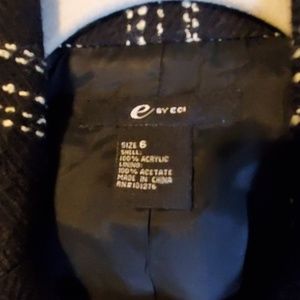 e BY ECI
SIZE 6
SHELL:
100% ACRYLIC
LINING:
100% ACETATE
MADE IN CHINA
RN#101276